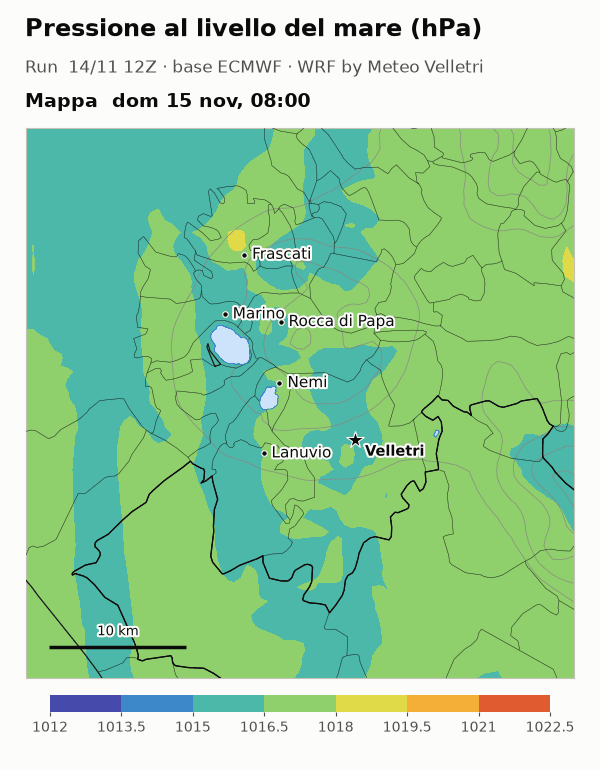 Pressione al livello del mare (hPa)
Run  14/11 12Z · base ECMWF · WRF by Meteo Velletri
Mappa  dom 15 nov, 08:00
Frascati
Marino
Rocca di Papa
Nemi
Velletri
Lanuvio
10 km
1012 1013.5 1015 1016.5 1018 1019.5 1021 1022.5